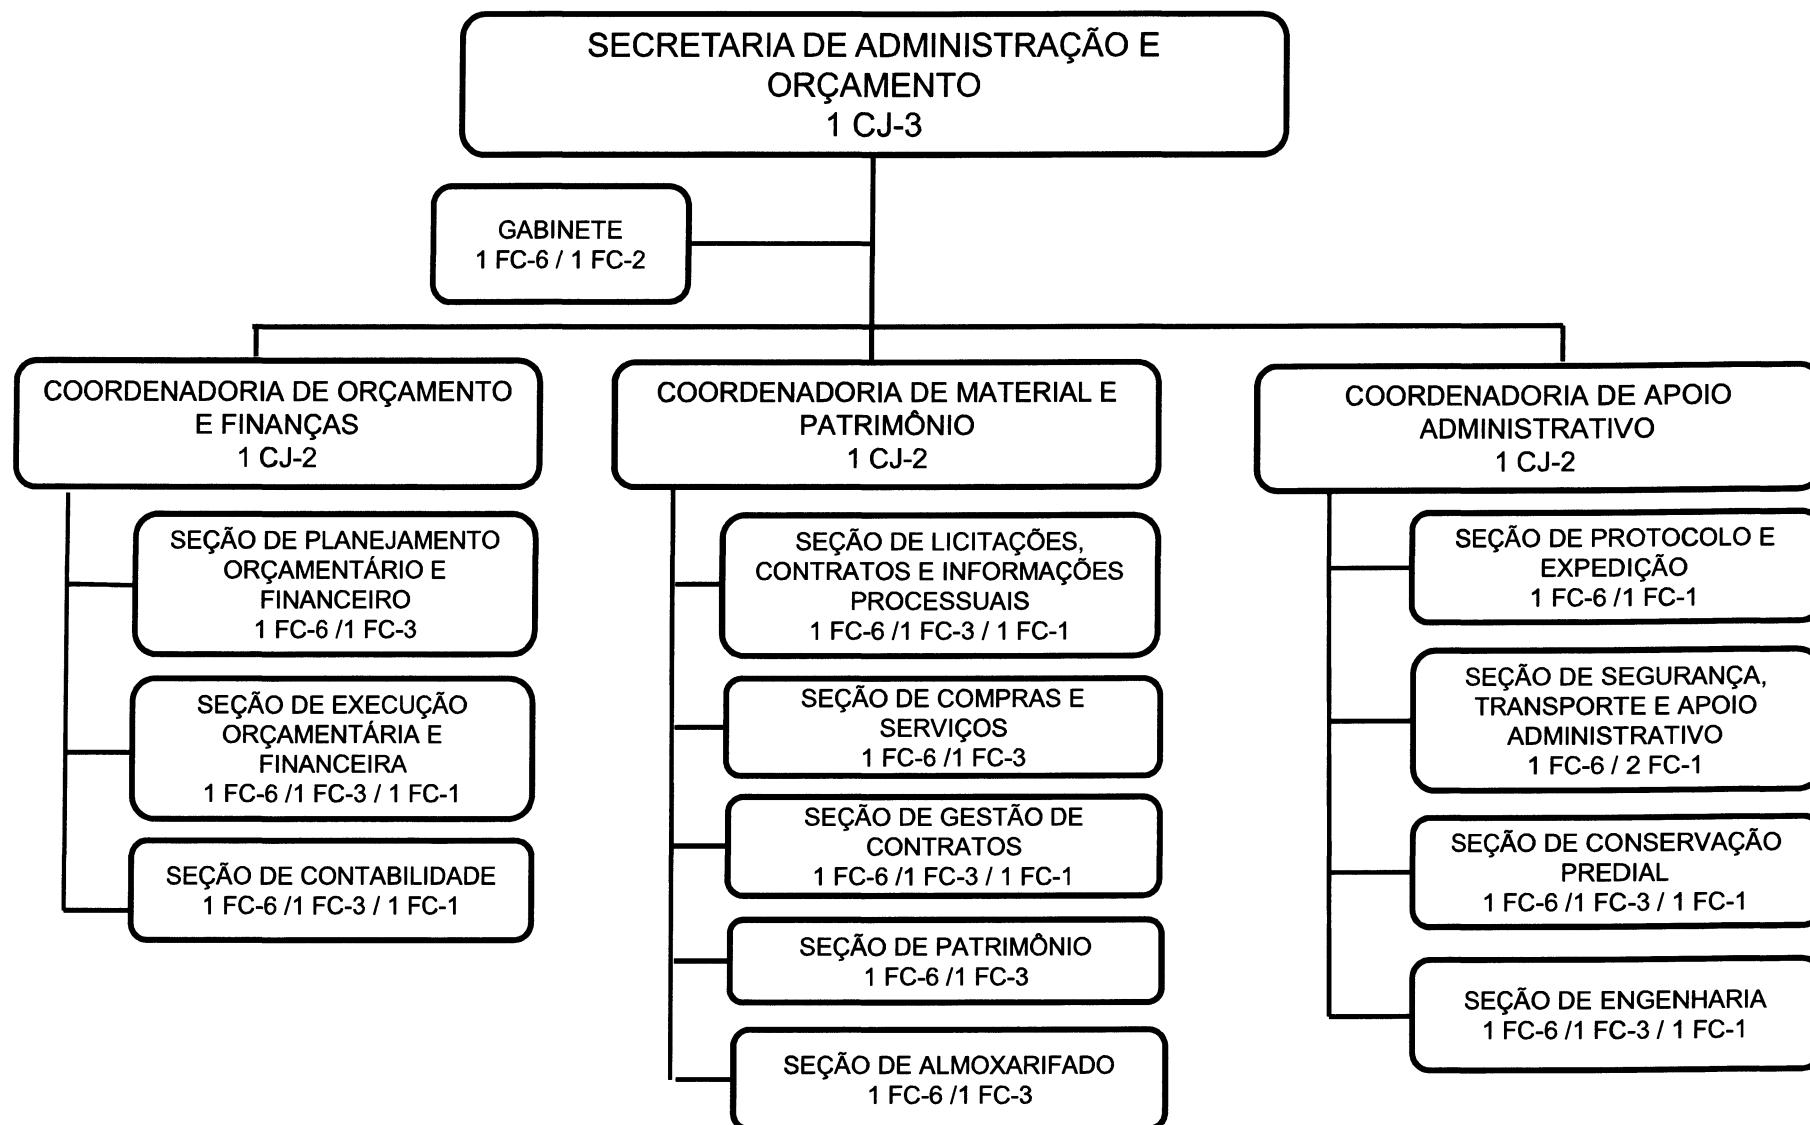 SECRETARIA DE ADMINISTRAÇÃO E
ORÇAMENTO
1 CJ-3
GABINETE
1 FC-6 / 1 FC-2
COORDENADORIA DE ORÇAMENTO
E FINANÇAS
1 CJ-2
SEÇÃO DE PLANEJAMENTO
ORÇAMENTÁRIO E
FINANCEIRO
1 FC-6 /1 FC-3
SEÇÃO DE EXECUÇÃO
ORÇAMENTÁRIA E
FINANCEIRA
1 FC-6 /1 FC-3 / 1 FC-1
SEÇÃO DE CONTABILIDADE
1 FC-6 /1 FC-3 / 1 FC-1
COORDENADORIA DE MATERIAL E
PATRIMÔNIO
1 CJ-2
SEÇÃO DE LICITAÇÕES,
CONTRATOS E INFORMAÇÕES
PROCESSUAIS
1 FC-6 /1 FC-3 / 1 FC-1
SEÇÃO DE COMPRAS E
SERVIÇOS
1 FC-6 /1 FC-3
SEÇÃO DE GESTÃO DE
CONTRATOS
1 FC-6 /1 FC-3 / 1 FC-1
SEÇÃO DE PATRIMÔNIO
1 FC-6 /1 FC-3
SEÇÃO DE ALMOXARIFADO
1 FC-6 /1 FC-3
COORDENADORIA DE APOIO
ADMINISTRATIVO
1 CJ-2
SEÇÃO DE PROTOCOLO E
EXPEDIÇÃO
1 FC-6 /1 FC-1
SEÇÃO DE SEGURANÇA,
TRANSPORTE E APOIO
ADMINISTRATIVO
1 FC-6 / 2 FC-1
SEÇÃO DE CONSERVAÇÃO
PREDIAL
1 FC-6 /1 FC-3 / 1 FC-1
SEÇÃO DE ENGENHARIA
1 FC-6 /1 FC-3 / 1 FC-1